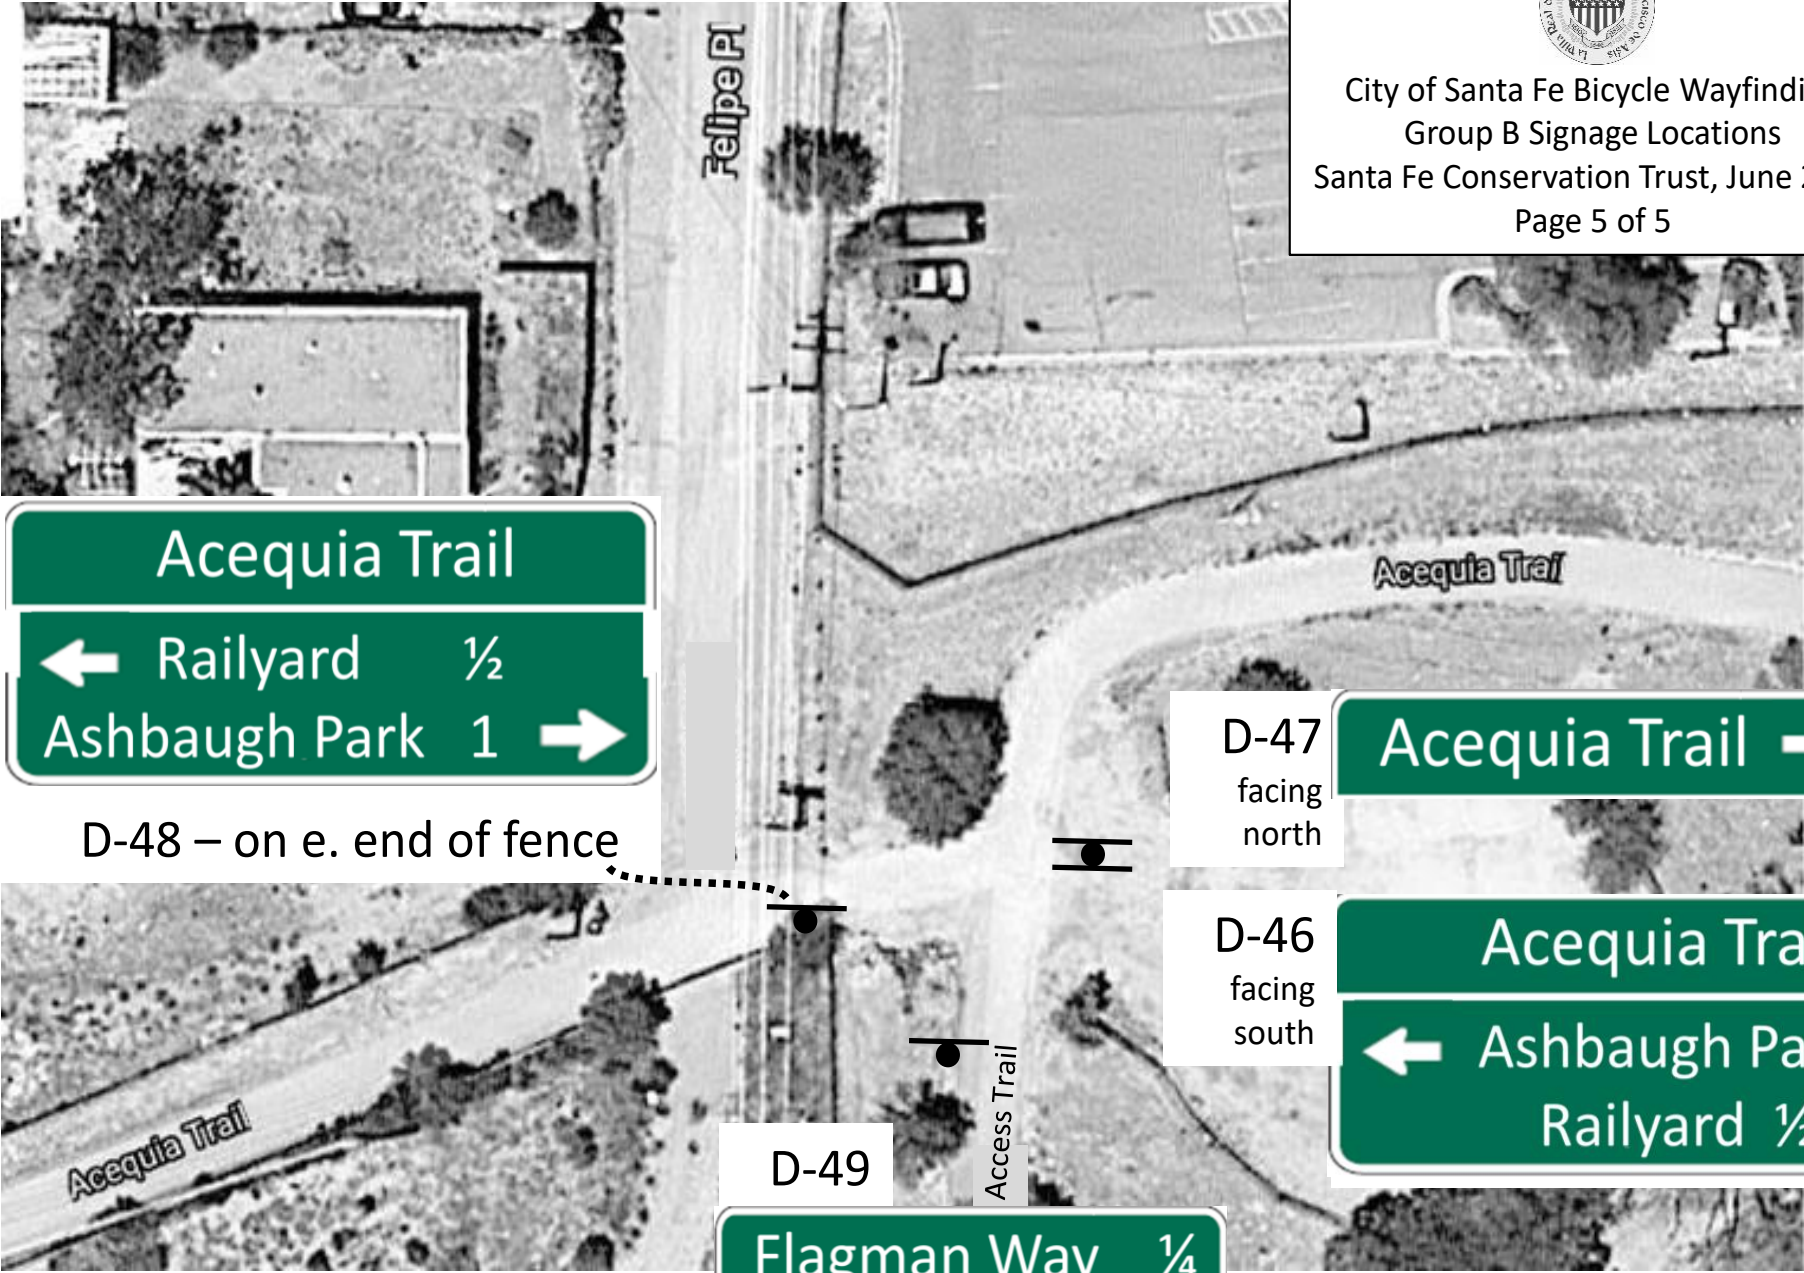 Felipe Pl
City of Santa Fe Bicycle Wayfindi
Group B Signage Locations
Santa Fe Conservation Trust, June
Page 5 of 5
Acequia Trail
Railyard ½
Ashbaugh Park 1
D-48 – on e. end of fence
Acequia Trail
D-47
facing
north
Acequia Trail
D-46
facing
south
Acequia Tra
Ashbaugh Pa
Railyard ½
Access Trail
Acequia Trail
D-49
Flagman Way ¼